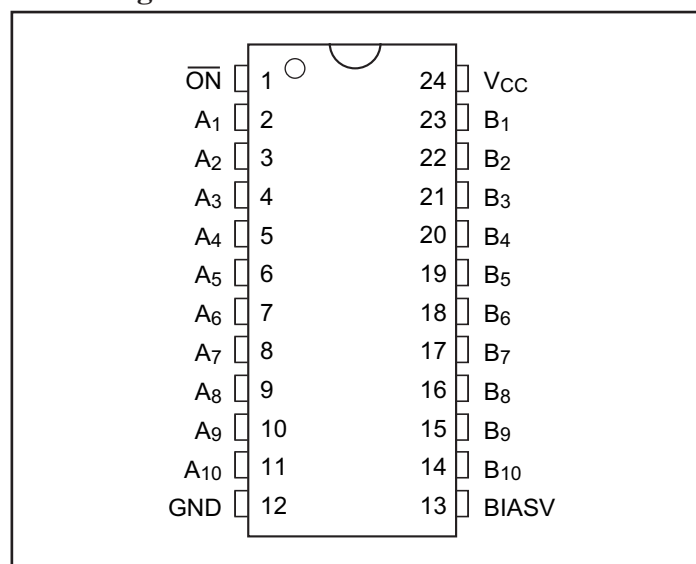 ON 1 24 VCC
A1 2 23 B1
A2 3 22 B2
A3 4 21 B3
A4 5 20 B4
A5 6 19 B5
A6 7 18 B6
A7 8 17 B7
A8 9 16 B8
A9 10 15 B9
A10 11 14 B10
GND 12 13 BIASV